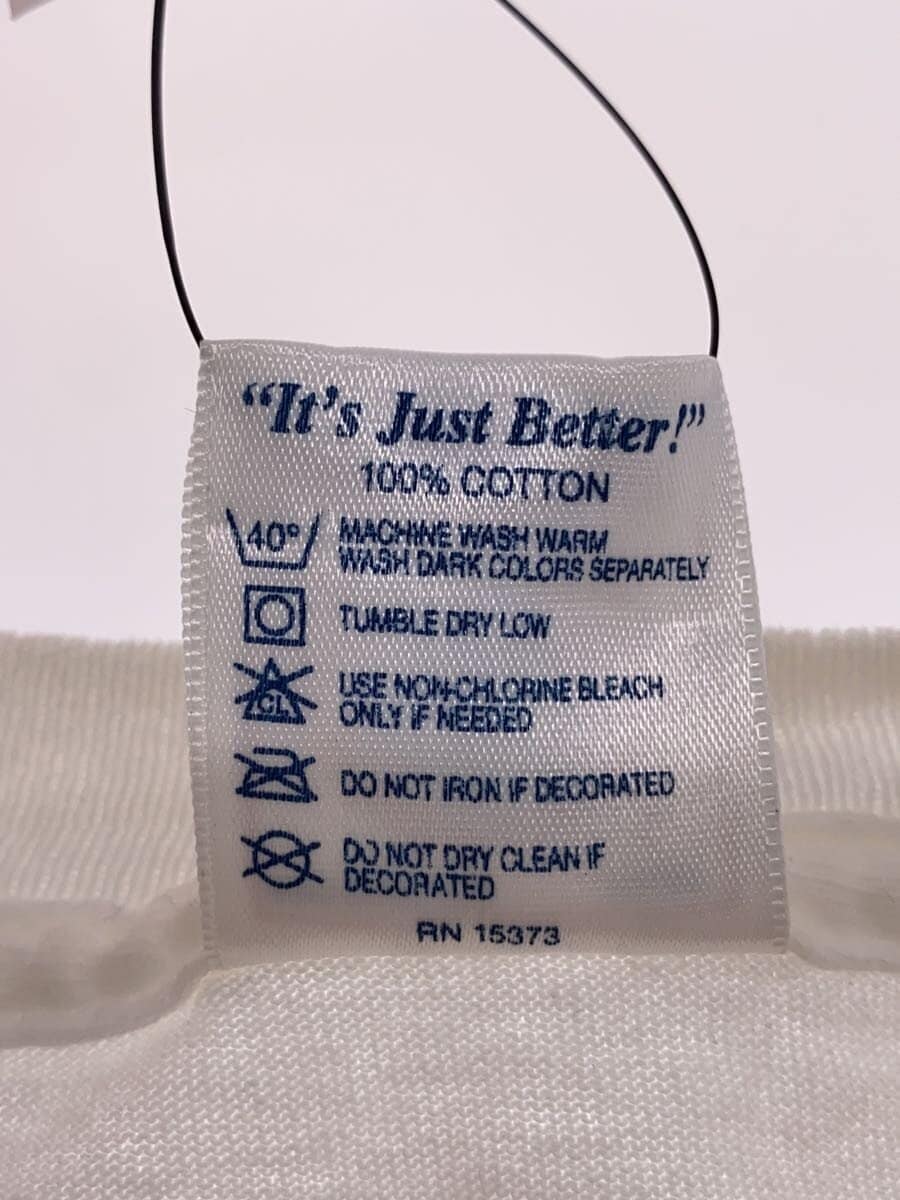 “It's Just Better!”
100% COTTON
40° MACHINE WASH WARM
WASH DARK COLORS SEPARATELY
TUMBLE DRY LOW
CL USE NON-CHLORINE BLEACH
ONLY IF NEEDED
DO NOT IRON IF DECORATED
DO NOT DRY CLEAN IF
DECORATED
RN 15373